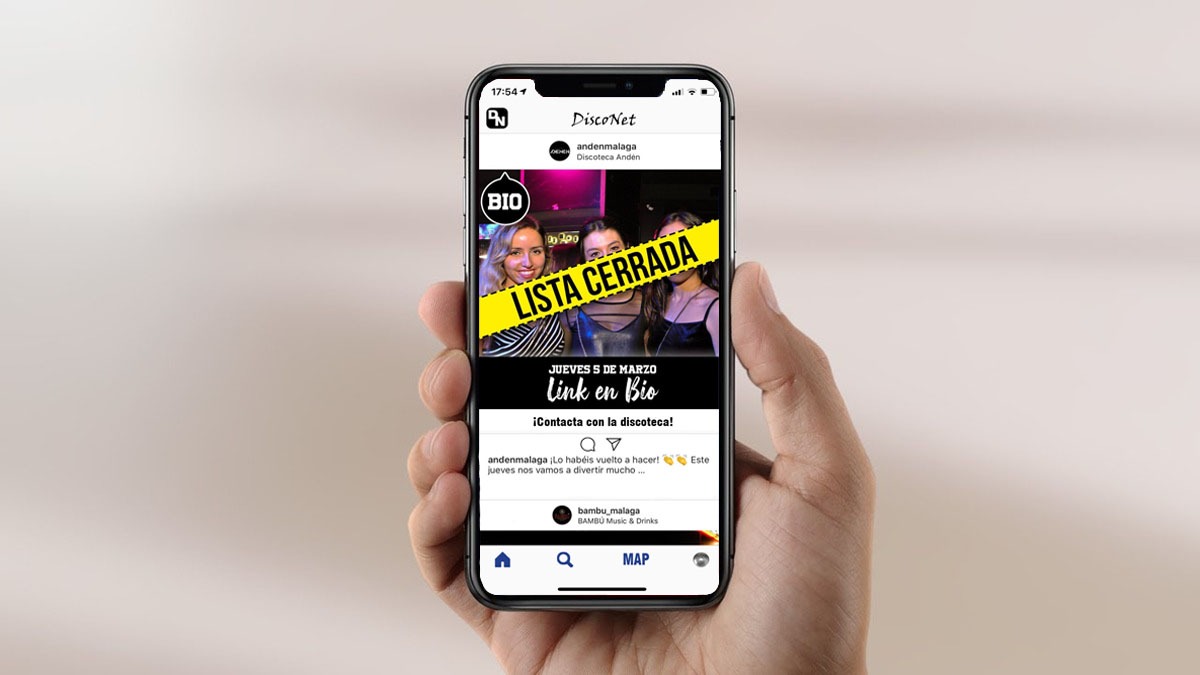 17:54
DN
DiscoNet
andenmalaga
Discoteca Andén
BIO
LISTA CERRADA
JUEVES 5 DE MARZO
Link en Bio
¡Contacta con la discoteca!
andenmalaga ¡Lo habéis vuelto a hacer! 👏👏 Este
jueves nos vamos a divertir mucho ...
bambu_malaga
BAMBÚ Music & Drinks
MAP